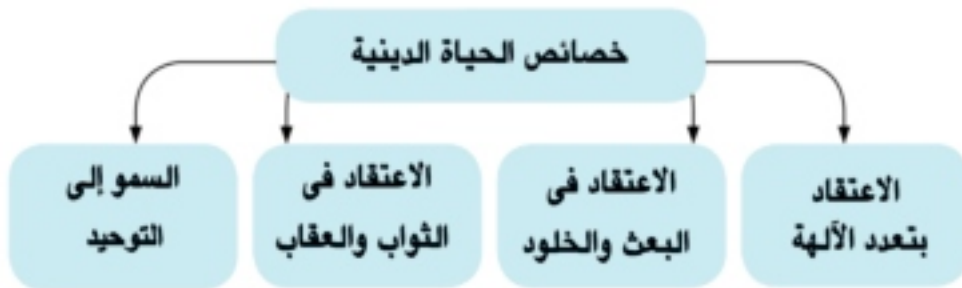 خصائص الحياة الدينية
الاعتقاد
بتعدد الآلهة
الاعتقاد فى
البعث والخلود
الاعتقاد فى
الثواب والعقاب
السمو إلى
التوحيد